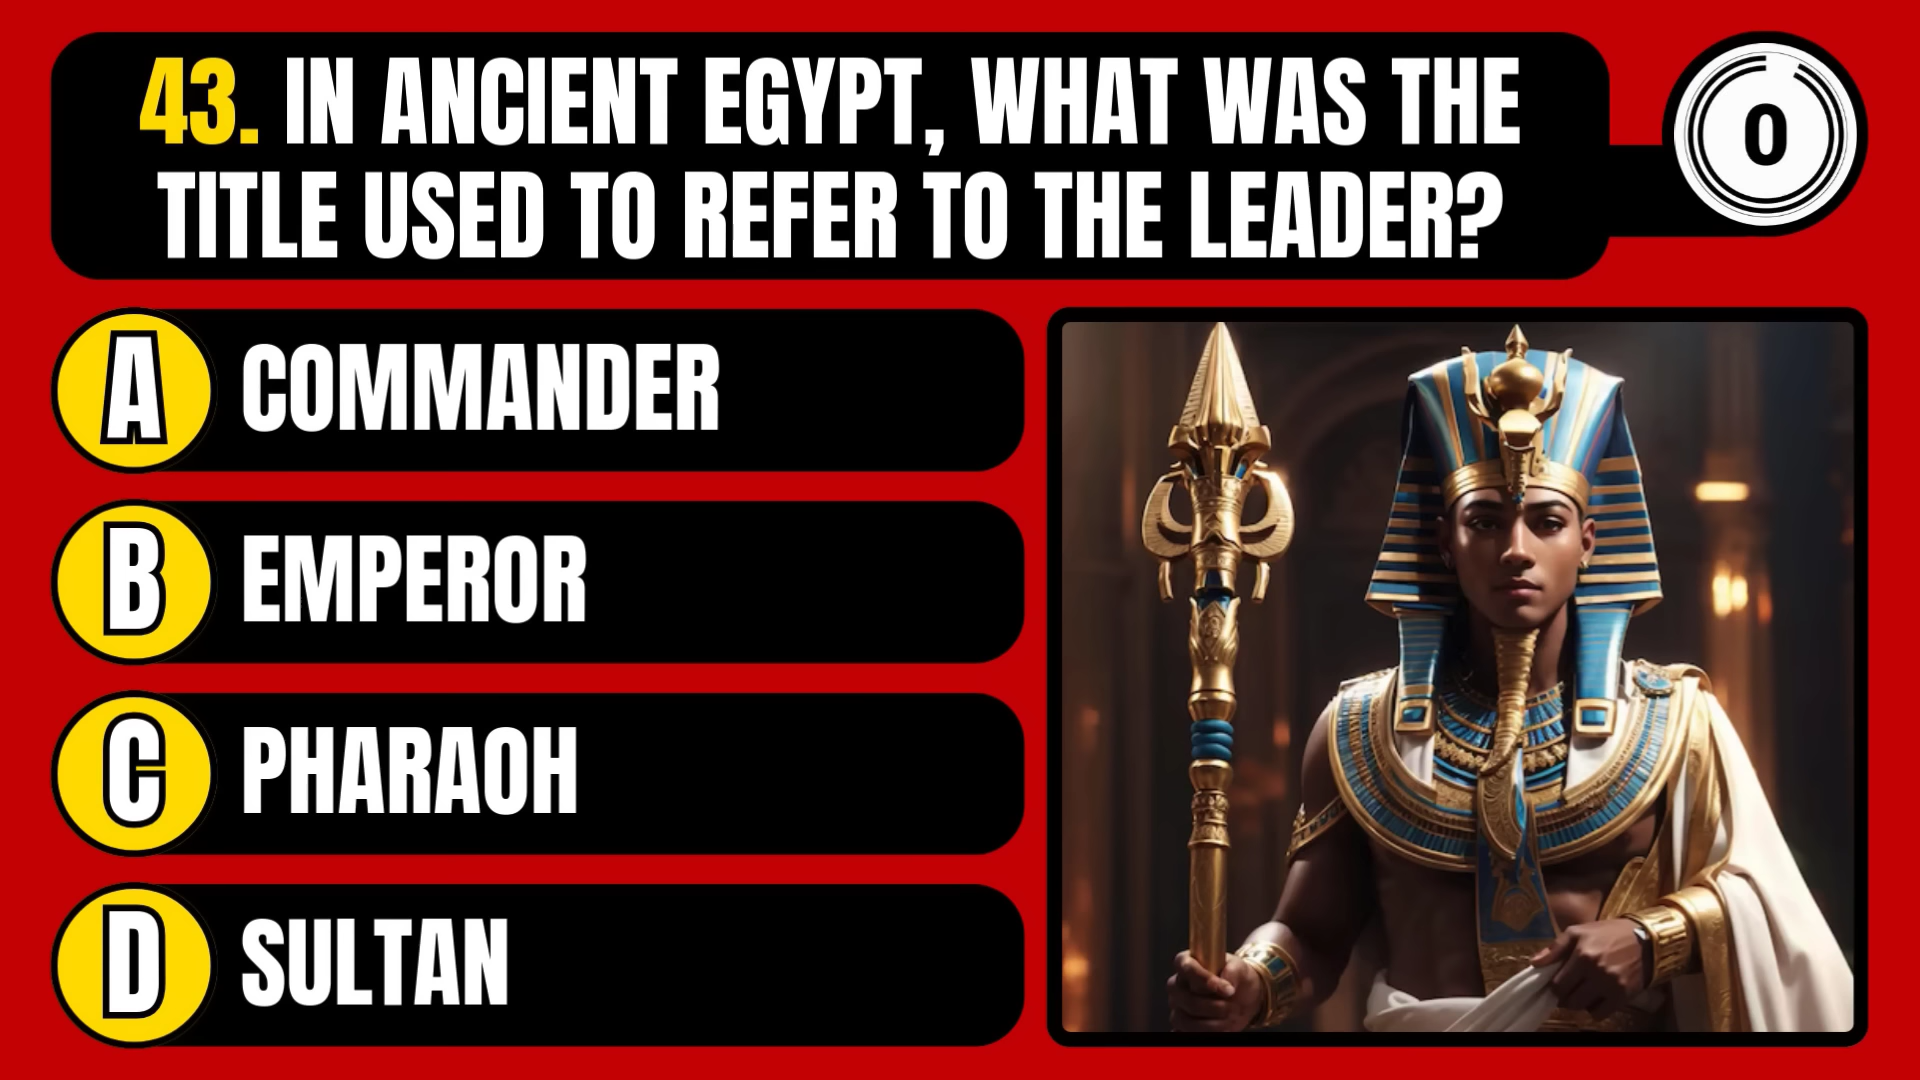 43. IN ANCIENT EGYPT, WHAT WAS THE
TITLE USED TO REFER TO THE LEADER?
0
A COMMANDER
B EMPEROR
C PHARAOH
D SULTAN